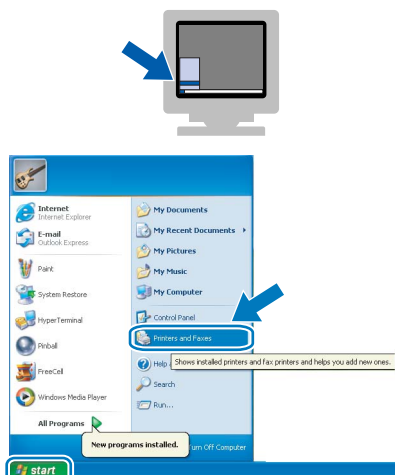 Internet
Internet Explorer
E-mail
Outlook Express
Paint
System Restore
HyperTerminal
Pinball
FreeCell
Windows Media Player
All Programs
New programs installed.
My Documents
My Recent Documents
My Pictures
My Music
My Computer
Control Panel
Printers and Faxes
Shows installed printers and fax printers and helps you add new ones.
Help
Search
Run...
urn Off Computer
start